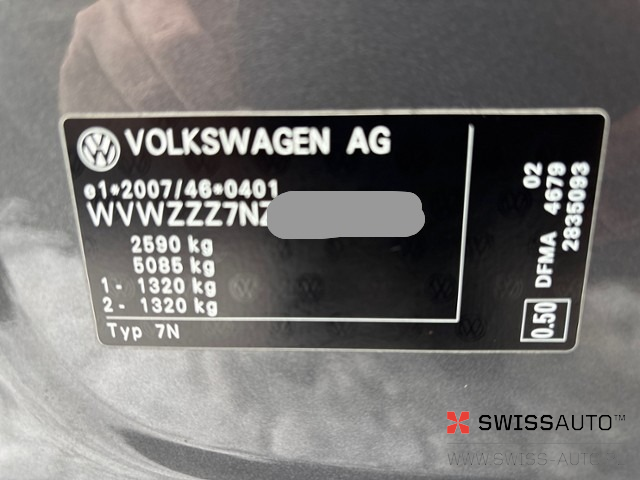 VOLKSWAGEN AG
e1*2007/46*0401
WVWZZZ7NZ
2590 kg
5085 kg
1 - 1320 kg
2 - 1320 kg
Typ 7N
0.50
DFMA 4679
02
2835093
SWISSAUTO™
WWW.SWISS-AUTO.